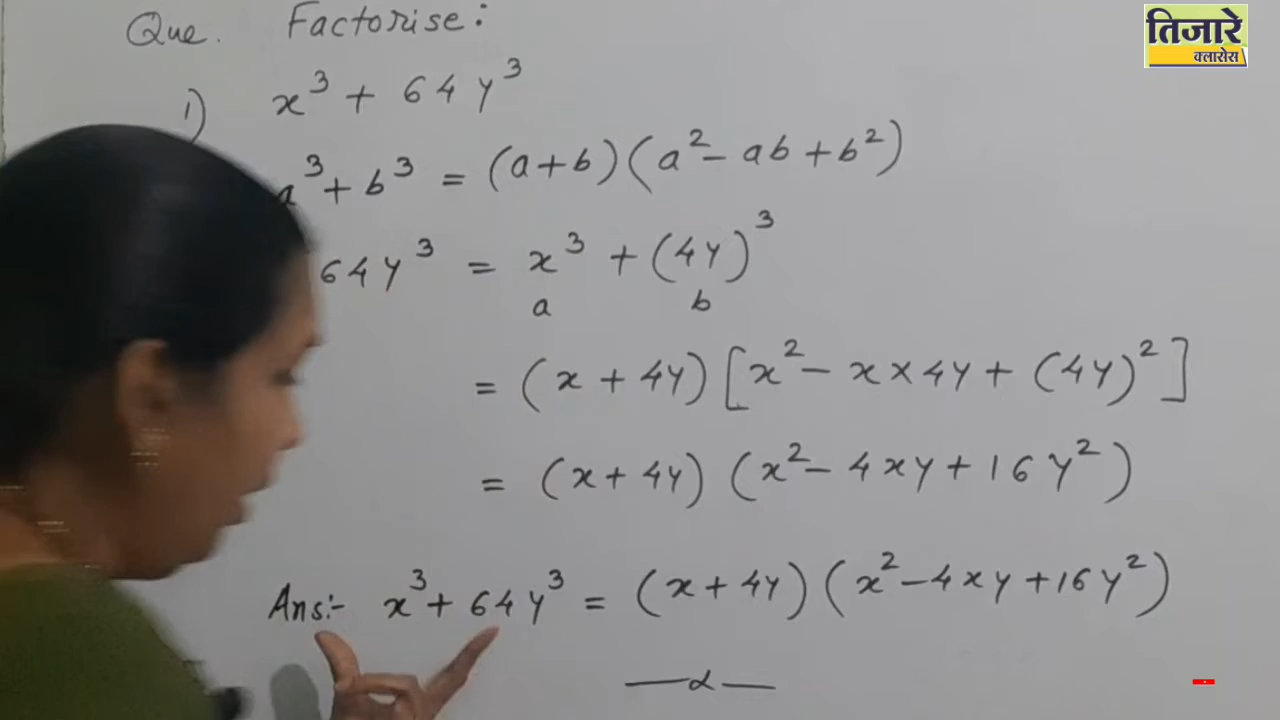 Que. Factorise:
तिजारे
क्लासेस
1) x³ + 64y³
a³ + b³ = (a+b)(a² - ab + b²)
64y³ = x³ + (4y)³
a b
= (x + 4y) [x² - x × 4y + (4y)²]
= (x + 4y) (x² - 4xy + 16y²)
Ans:- x³ + 64y³ = (x + 4y) (x² - 4xy + 16y²)